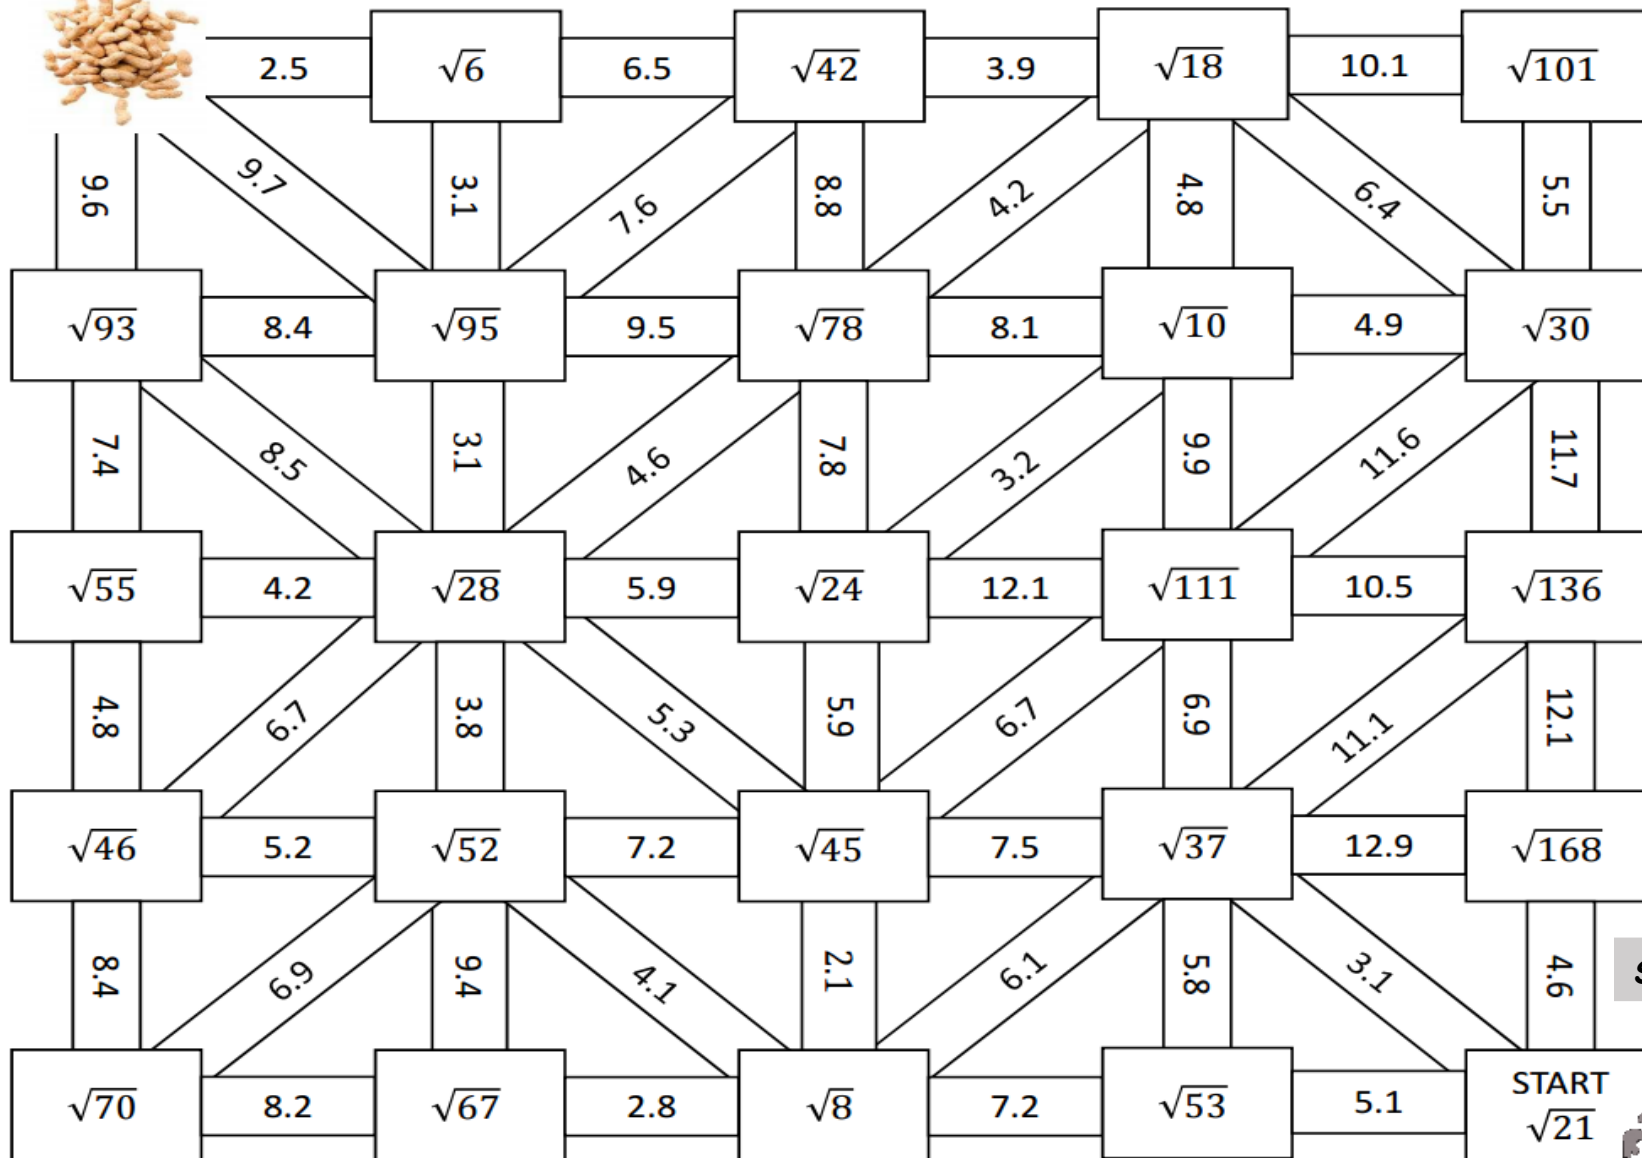 2.5 √6 6.5 √42 3.9 √18 10.1 √101
9.6 9.7 3.1 7.6 8.8 4.2 4.8 6.4 5.5
√93 8.4 √95 9.5 √78 8.1 √10 4.9 √30
7.4 8.5 3.1 4.6 7.8 3.2 9.9 11.6 11.7
√55 4.2 √28 5.9 √24 12.1 √111 10.5 √136
4.8 6.7 3.8 5.3 5.9 6.7 6.9 11.1 12.1
√46 5.2 √52 7.2 √45 7.5 √37 12.9 √168
8.4 6.9 9.4 4.1 2.1 6.1 5.8 3.1 4.6
√70 8.2 √67 2.8 √8 7.2 √53 5.1 START
√21